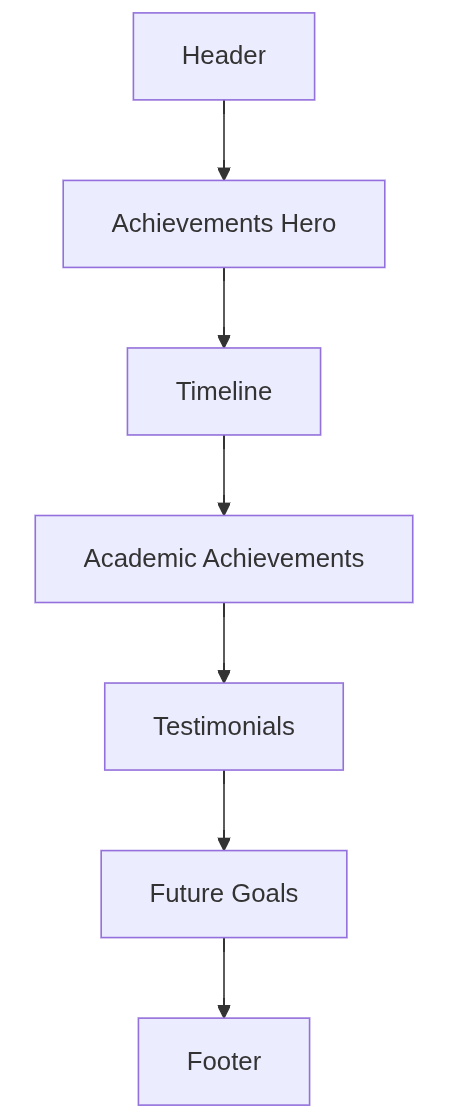 Header
Achievements Hero
Timeline
Academic Achievements
Testimonials
Future Goals
Footer